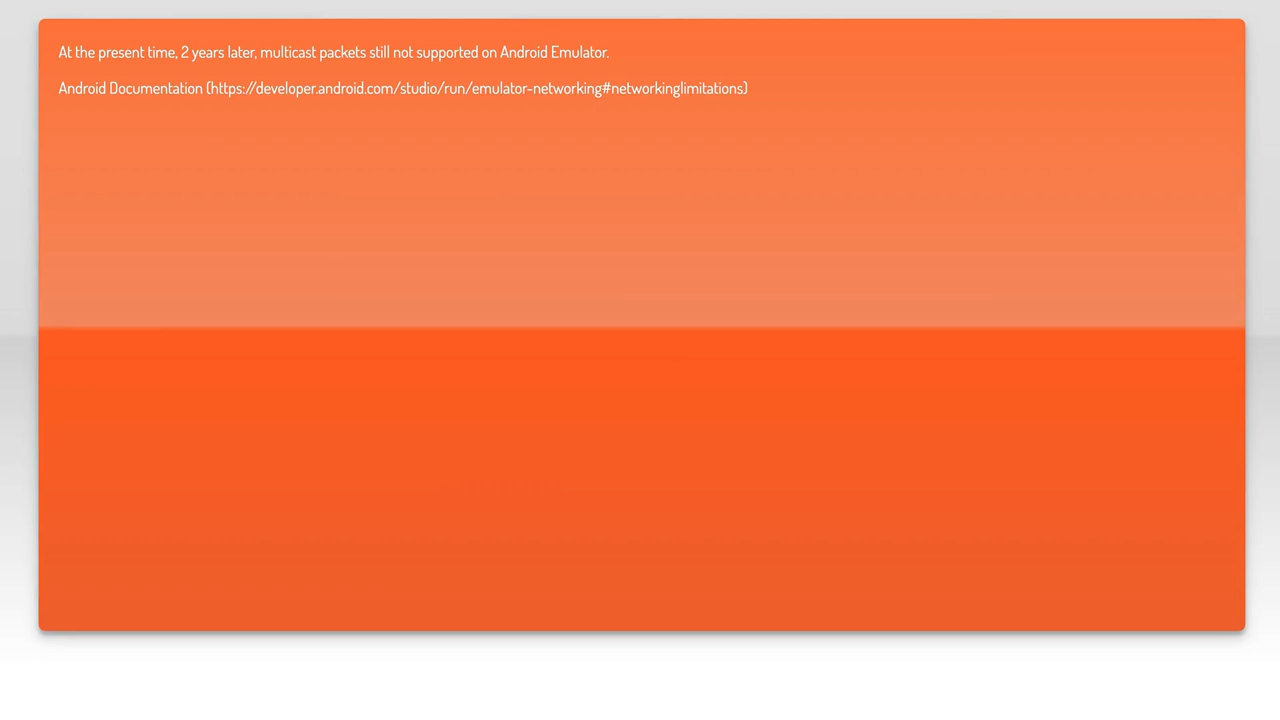 At the present time, 2 years later, multicast packets still not supported on Android Emulator.
Android Documentation (https://developer.android.com/studio/run/emulator-networking#networkinglimitations)